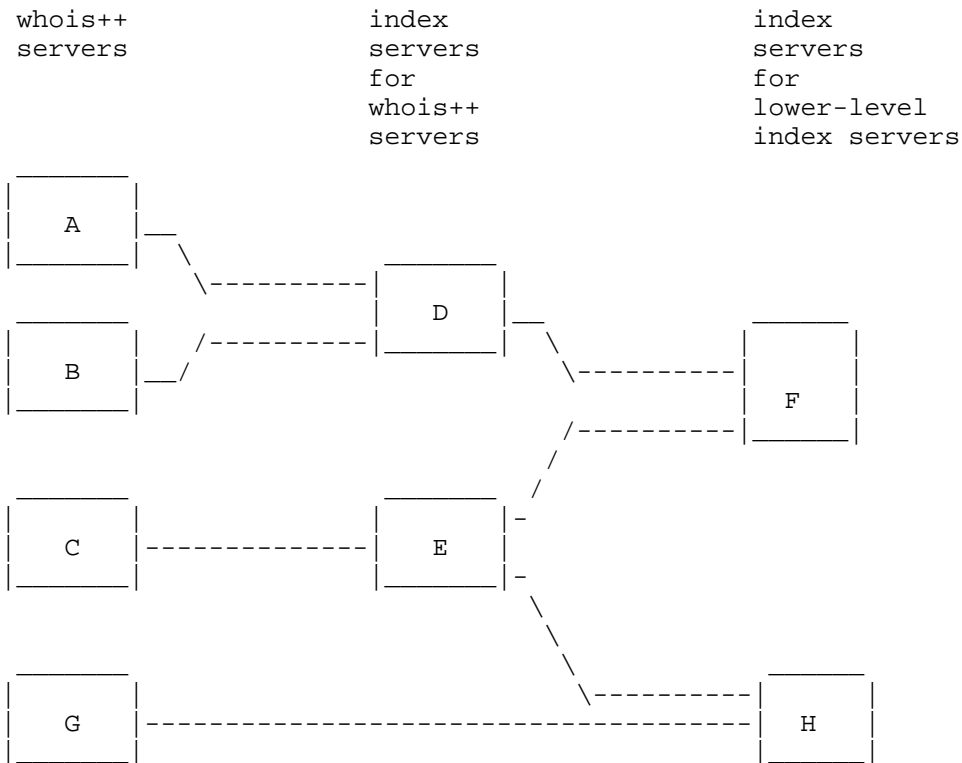 whois++ index index
servers servers servers
for for
whois++ lower-level
servers index servers
A
D
B
F
C E
G H